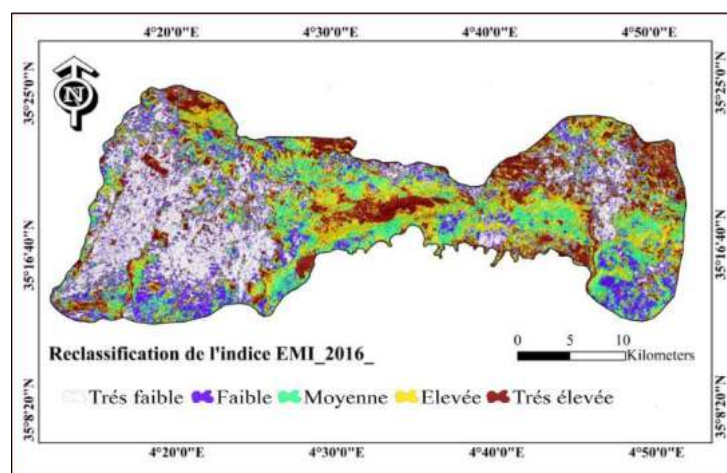 4°20'0"E 4°30'0"E 4°40'0"E 4°50'0"E
35°25'0"N 35°25'0"N
N
35°16'40"N 35°16'40"N
Reclassification de l'indice EMI_2016_
0 5 10
Kilometers
Trés faible Faible Moyenne Elevée Trés élevée
35°8'20"N 35°8'20"N
4°20'0"E 4°30'0"E 4°40'0"E 4°50'0"E